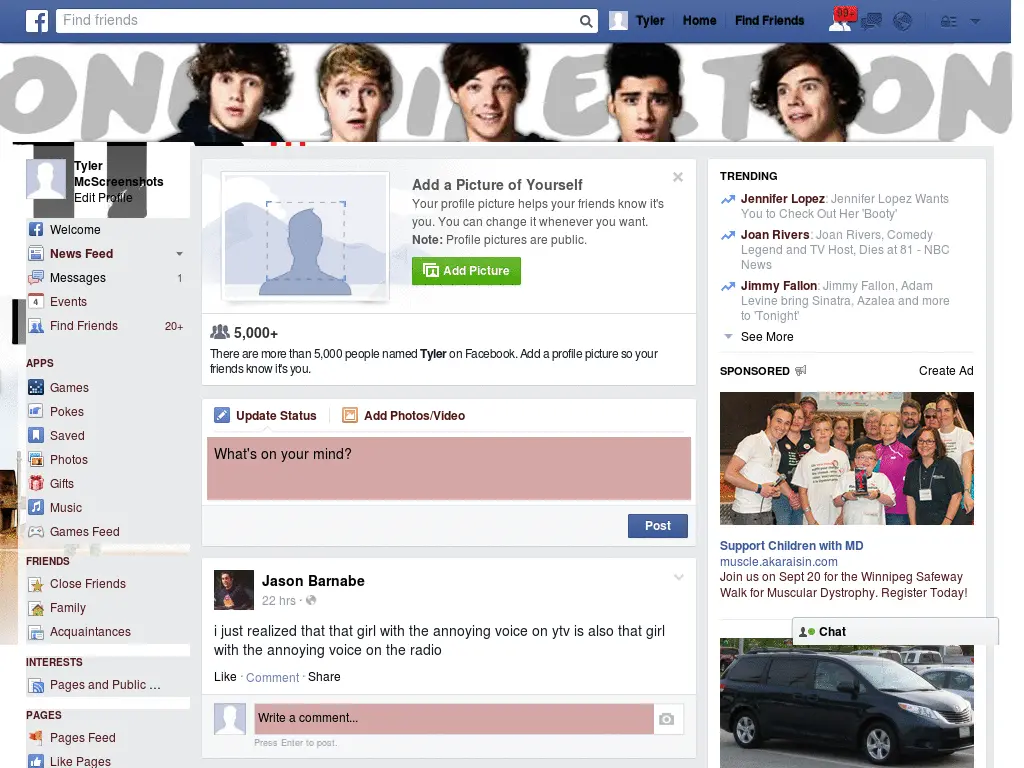 Find friends
Tyler
Home
Find Friends
99+
ONE DIRECTION
Tyler
McScreenshots
Edit Profile
Welcome
News Feed
Messages 1
4 Events
Find Friends 20+
APPS
Games
Pokes
Saved
Photos
Gifts
Music
Games Feed
FRIENDS
Close Friends
Family
Acquaintances
INTERESTS
Pages and Public ...
PAGES
Pages Feed
Like Pages
Add a Picture of Yourself
Your profile picture helps your friends know it's
you. You can change it whenever you want.
Note: Profile pictures are public.
Add Picture
5,000+
There are more than 5,000 people named Tyler on Facebook. Add a profile picture so your
friends know it's you.
Update Status
Add Photos/Video
What's on your mind?
Post
Jason Barnabe
22 hrs ·
i just realized that that girl with the annoying voice on ytv is also that girl
with the annoying voice on the radio
Like · Comment · Share
Write a comment...
Press Enter to post.
TRENDING
Jennifer Lopez: Jennifer Lopez Wants
You to Check Out Her 'Booty'
Joan Rivers: Joan Rivers, Comedy
Legend and TV Host, Dies at 81 - NBC
News
Jimmy Fallon: Jimmy Fallon, Adam
Levine bring Sinatra, Azalea and more
to 'Tonight'
See More
SPONSORED
Create Ad
Support Children with MD
muscle.akaraisin.com
Join us on Sept 20 for the Winnipeg Safeway
Walk for Muscular Dystrophy. Register Today!
Chat